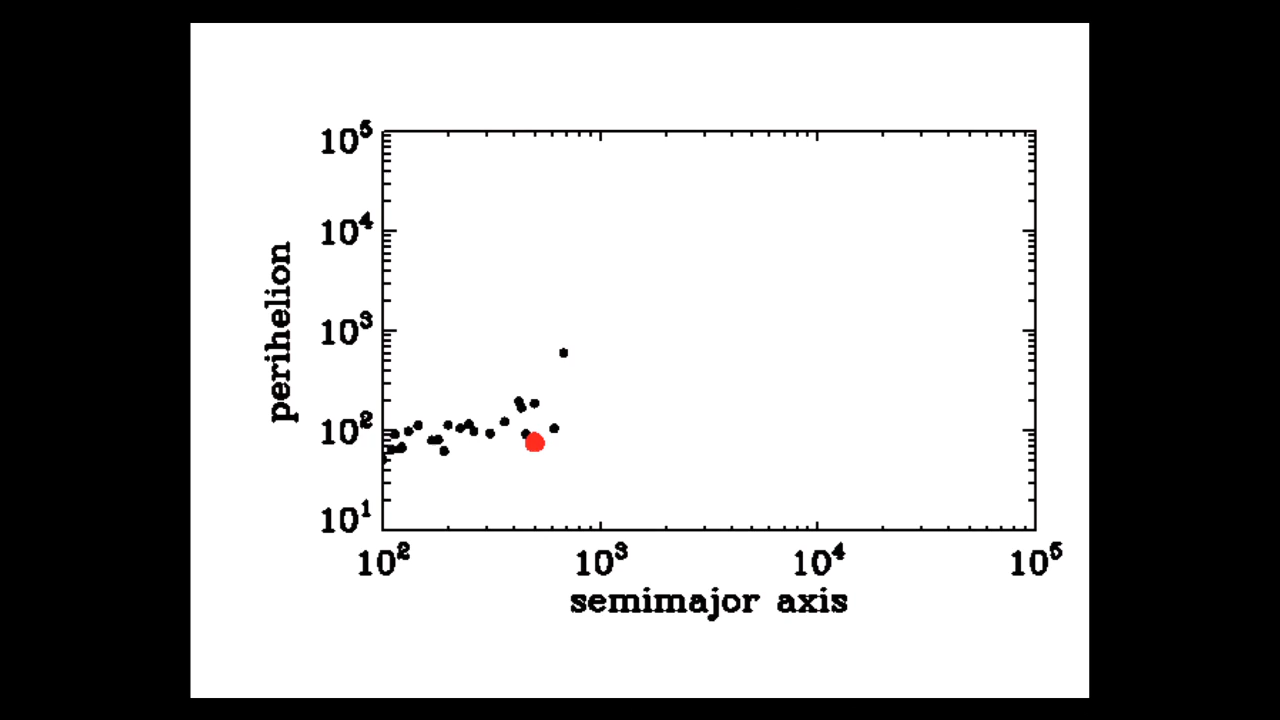 10⁵
10⁴
10³
10²
10¹
perihelion
10² 10³ 10⁴ 10⁵
semimajor axis